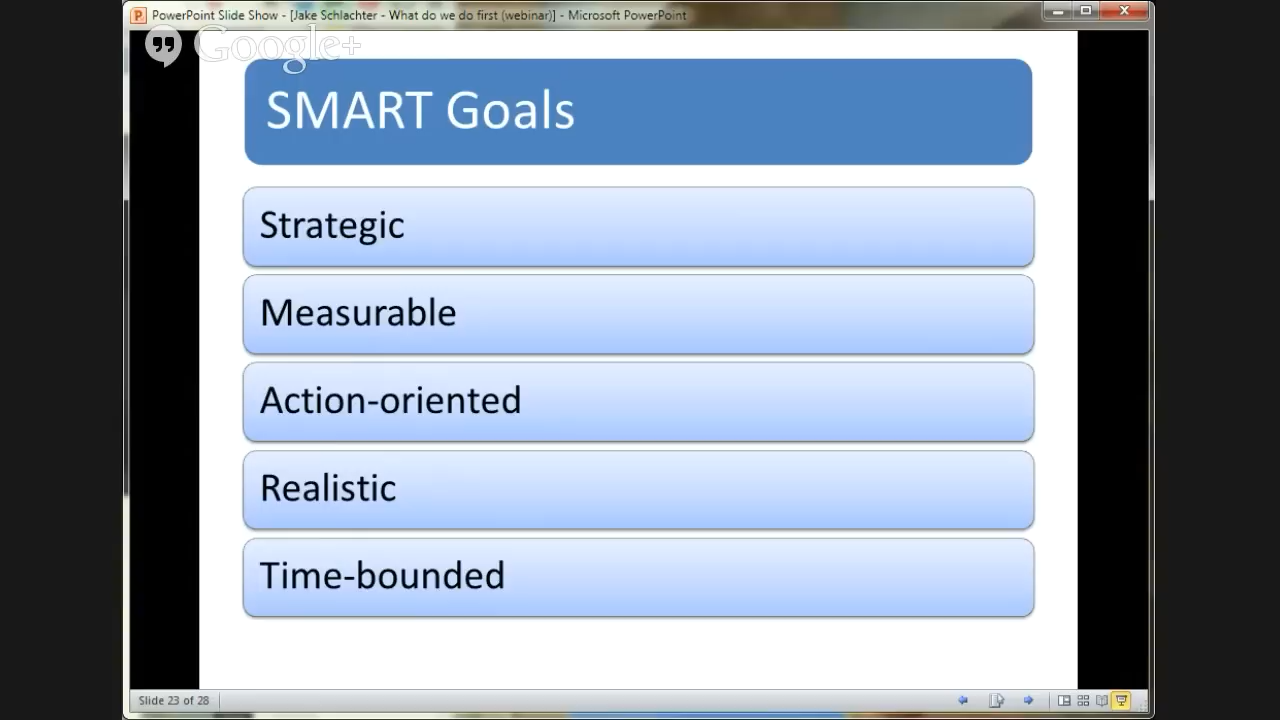 PowerPoint Slide Show - [Jake Schlachter - What do we do first (webinar)] - Microsoft PowerPoint
Google+
SMART Goals
Strategic
Measurable
Action-oriented
Realistic
Time-bounded
Slide 23 of 28